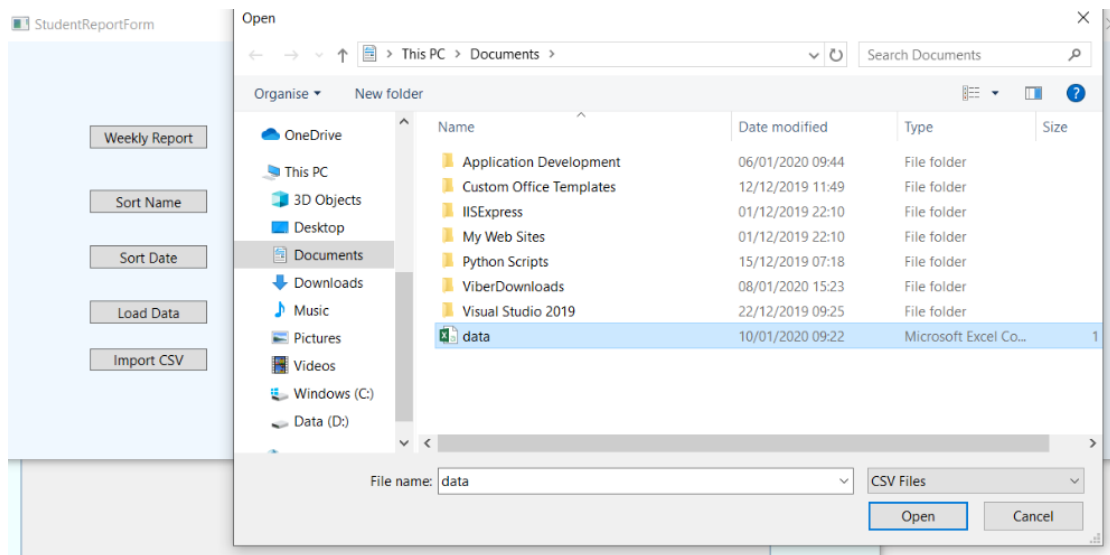 StudentReportForm
Weekly Report
Sort Name
Sort Date
Load Data
Import CSV
Open
This PC > Documents >
Search Documents
Organise
New folder
OneDrive
This PC
3D Objects
Desktop
Documents
Downloads
Music
Pictures
Videos
Windows (C:)
Data (D:)
Name Date modified Type Size
Application Development 06/01/2020 09:44 File folder
Custom Office Templates 12/12/2019 11:49 File folder
IISExpress 01/12/2019 22:10 File folder
My Web Sites 01/12/2019 22:10 File folder
Python Scripts 15/12/2019 07:18 File folder
ViberDownloads 08/01/2020 15:23 File folder
Visual Studio 2019 22/12/2019 09:25 File folder
data 10/01/2020 09:22 Microsoft Excel Co... 1
File name: data
CSV Files
Open
Cancel